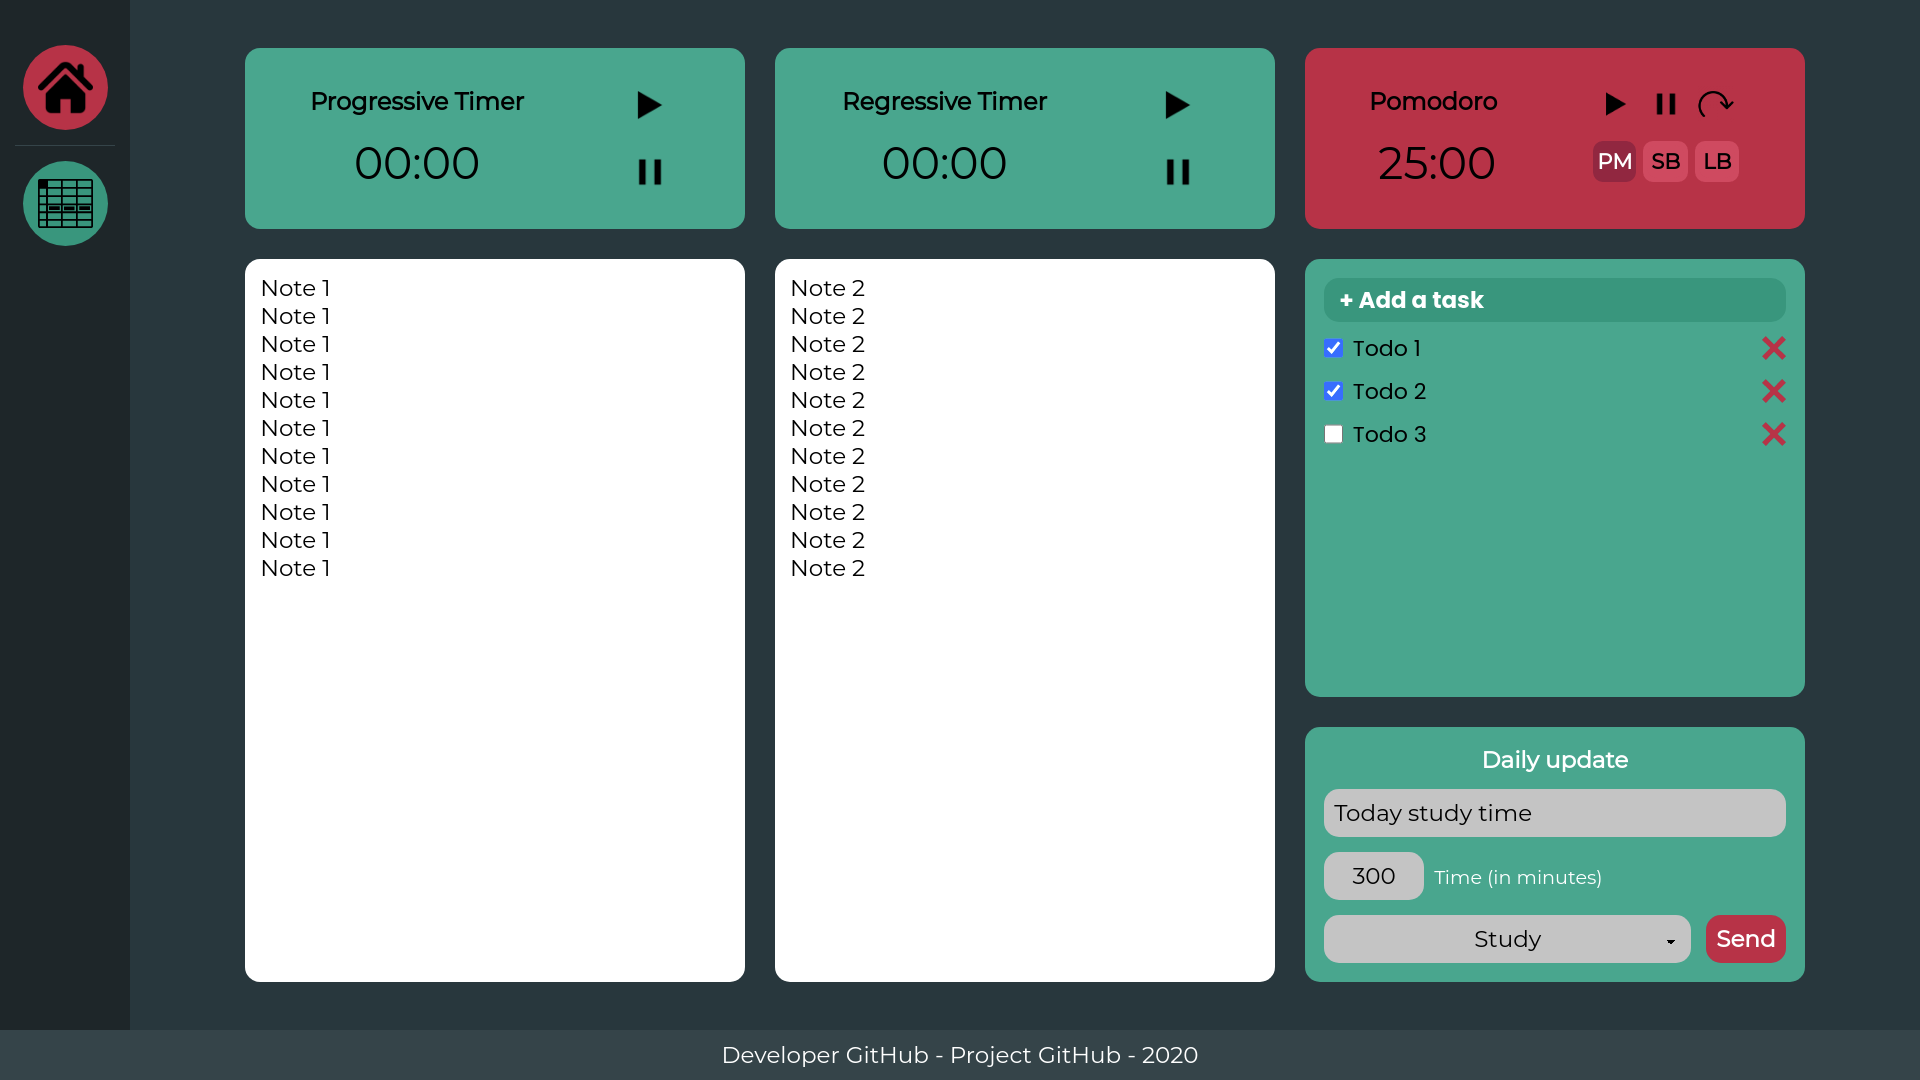 Progressive Timer
00:00
Regressive Timer
00:00
Pomodoro
25:00
PM SB LB
Note 1
Note 1
Note 1
Note 1
Note 1
Note 1
Note 1
Note 1
Note 1
Note 1
Note 1
Note 2
Note 2
Note 2
Note 2
Note 2
Note 2
Note 2
Note 2
Note 2
Note 2
Note 2
+ Add a task
Todo 1
Todo 2
Todo 3
Daily update
Today study time
300 Time (in minutes)
Study Send
Developer GitHub - Project GitHub - 2020